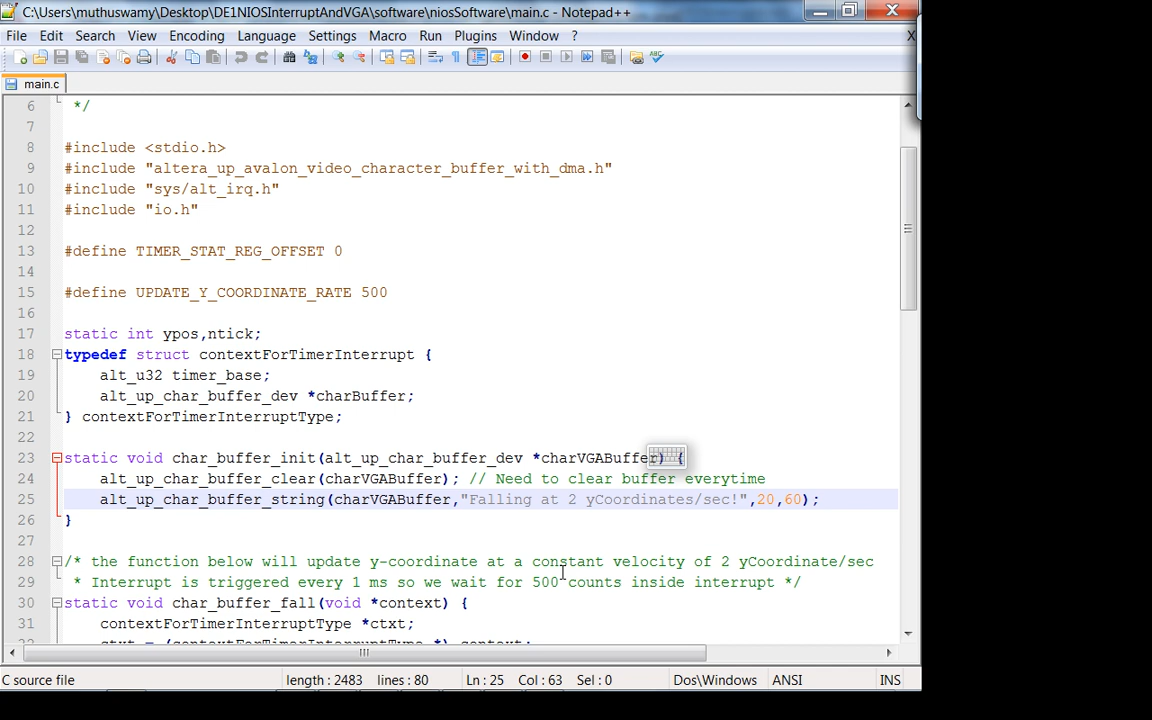 C:\Users\muthuswamy\Desktop\DE1NIOSInterruptAndVGA\software\niosSoftware\main.c - Notepad++
File Edit Search View Encoding Language Settings Macro Run Plugins Window ? X
main.c
6 */
7
8 #include <stdio.h>
9 #include "altera_up_avalon_video_character_buffer_with_dma.h"
10 #include "sys/alt_irq.h"
11 #include "io.h"
12
13 #define TIMER_STAT_REG_OFFSET 0
14
15 #define UPDATE_Y_COORDINATE_RATE 500
16
17 static int ypos,ntick;
18 typedef struct contextForTimerInterrupt {
19 alt_u32 timer_base;
20 alt_up_char_buffer_dev *charBuffer;
21 } contextForTimerInterruptType;
22
23 static void char_buffer_init(alt_up_char_buffer_dev *charVGABuffer) {
24 alt_up_char_buffer_clear(charVGABuffer); // Need to clear buffer everytime
25 alt_up_char_buffer_string(charVGABuffer,"Falling at 2 yCoordinates/sec!",20,60);
26 }
27
28 /* the function below will update y-coordinate at a constant velocity of 2 yCoordinate/sec
29 * Interrupt is triggered every 1 ms so we wait for 500 counts inside interrupt */
30 static void char_buffer_fall(void *context) {
31 contextForTimerInterruptType *ctxt;
32 ctxt = (contextForTimerInterruptType *) context;
C source file length : 2483 lines : 80 Ln : 25 Col : 63 Sel : 0 Dos\Windows ANSI INS